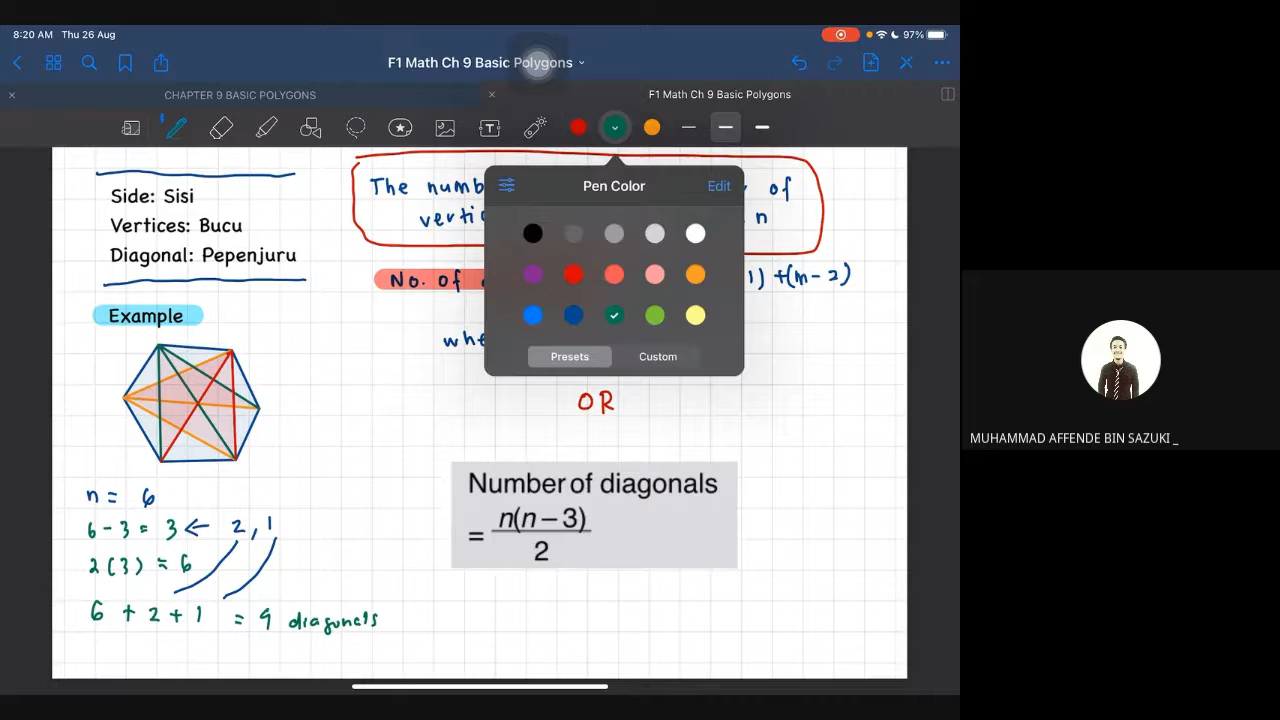 8:20 AM Thu 26 Aug
97%
F1 Math Ch 9 Basic Polygons
CHAPTER 9 BASIC POLYGONS
F1 Math Ch 9 Basic Polygons
Side: Sisi
Vertices: Bucu
Diagonal: Pepenjuru
Example
n = 6
6 - 3 = 3 ← 2, 1
2(3) = 6
6 + 2 + 1 = 9 diagonals
The of
n
No. of 1) + (m - 2)
Pen Color
Edit
Presets
Custom
OR
Number of diagonals
= n(n – 3)
2
MUHAMMAD AFFENDE BIN SAZUKI _